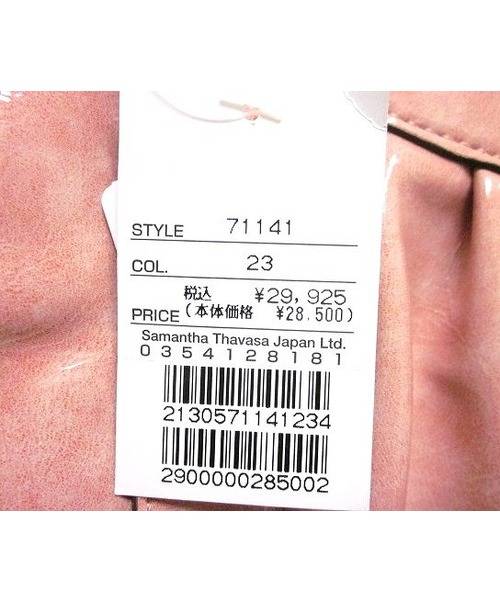 STYLE 71141
COL. 23
税込 ¥29,925
PRICE (本体価格 ¥28,500)
Samantha Thavasa Japan Ltd.
0354128181
2130571141234
2900000285002